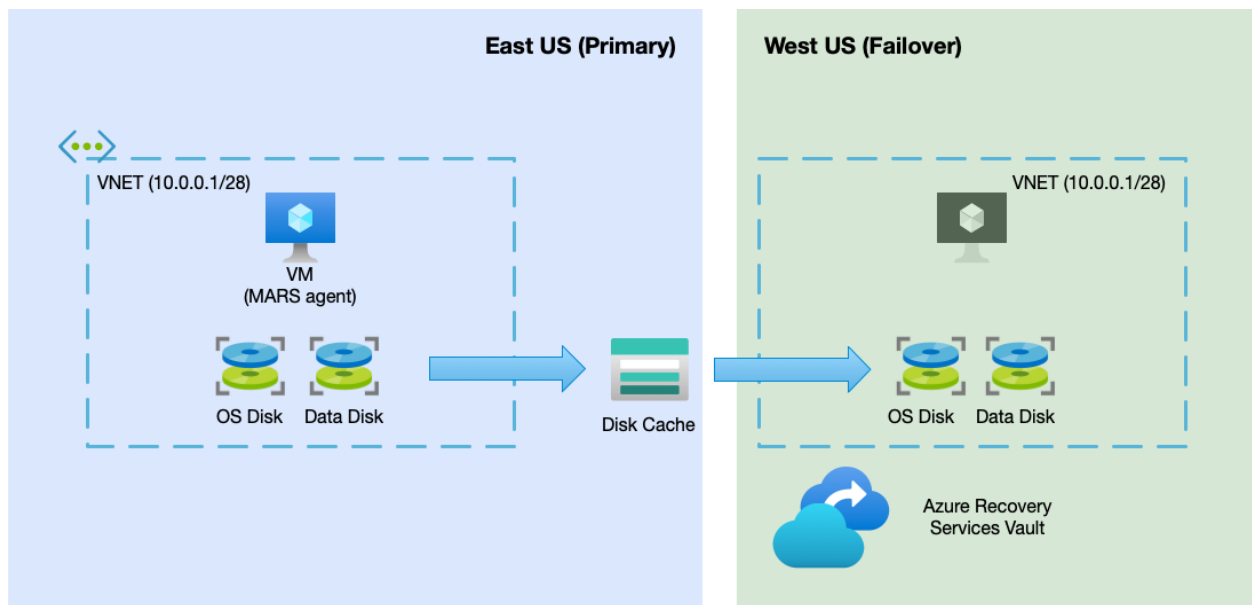 East US (Primary)
West US (Failover)
VNET (10.0.0.1/28)
VM
(MARS agent)
OS Disk
Data Disk
Disk Cache
VNET (10.0.0.1/28)
OS Disk
Data Disk
Azure Recovery
Services Vault